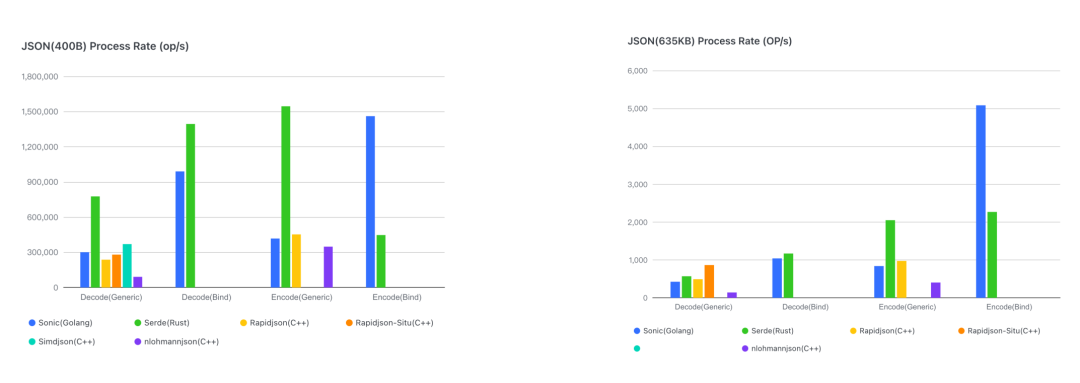 JSON(400B) Process Rate (op/s)
1,800,000
1,500,000
1,200,000
900,000
600,000
300,000
0
Decode(Generic) Decode(Bind) Encode(Generic) Encode(Bind)
Sonic(Golang) Serde(Rust) Rapidjson(C++) Rapidjson-Situ(C++)
Simdjson(C++) nlohmannjson(C++)
JSON(635KB) Process Rate (OP/s)
6,000
5,000
4,000
3,000
2,000
1,000
0
Decode(Generic) Decode(Bind) Encode(Generic) Encode(Bind)
Sonic(Golang) Serde(Rust) Rapidjson(C++) Rapidjson-Situ(C++)
nlohmannjson(C++)